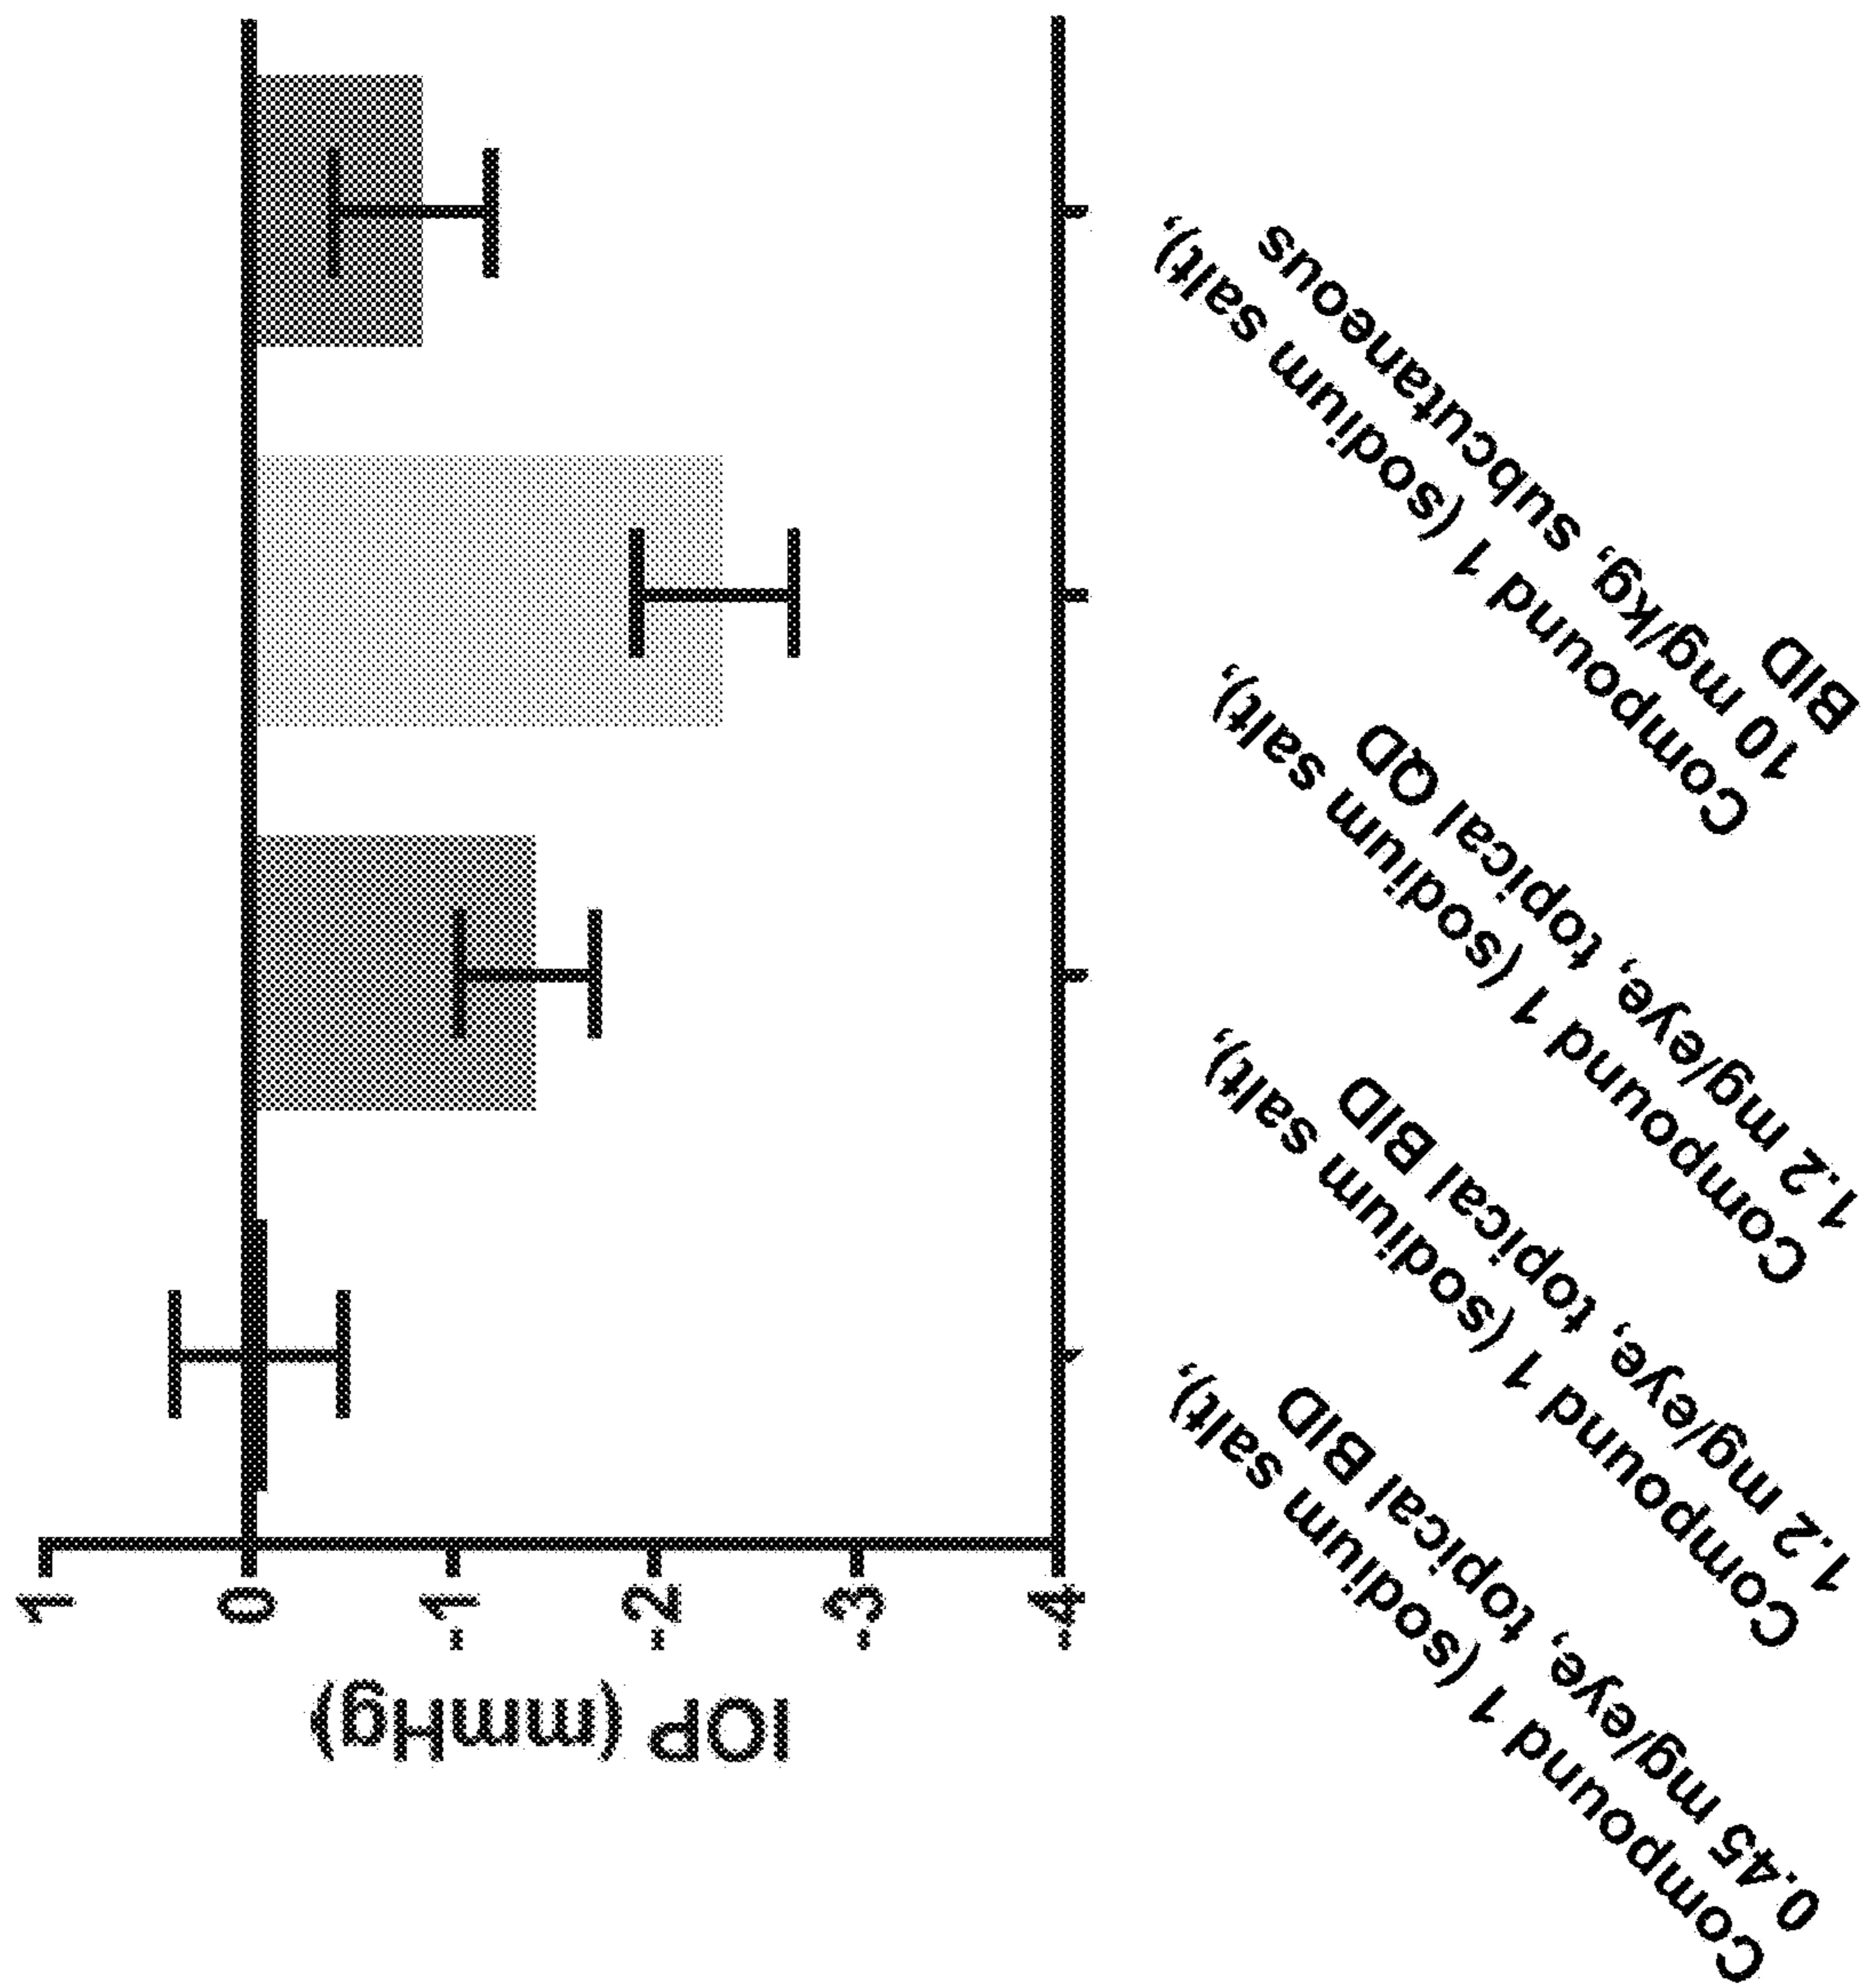 IOP (mmHg)
1
0
-1
-2
-3
-4
Compound 1 (sodium salt),
0.45 mg/eye, topical BID
Compound 1 (sodium salt),
1.2 mg/eye, topical BID
Compound 1 (sodium salt),
1.2 mg/eye, topical QD
Compound 1 (sodium salt),
10 mg/kg, subcutaneous
BID